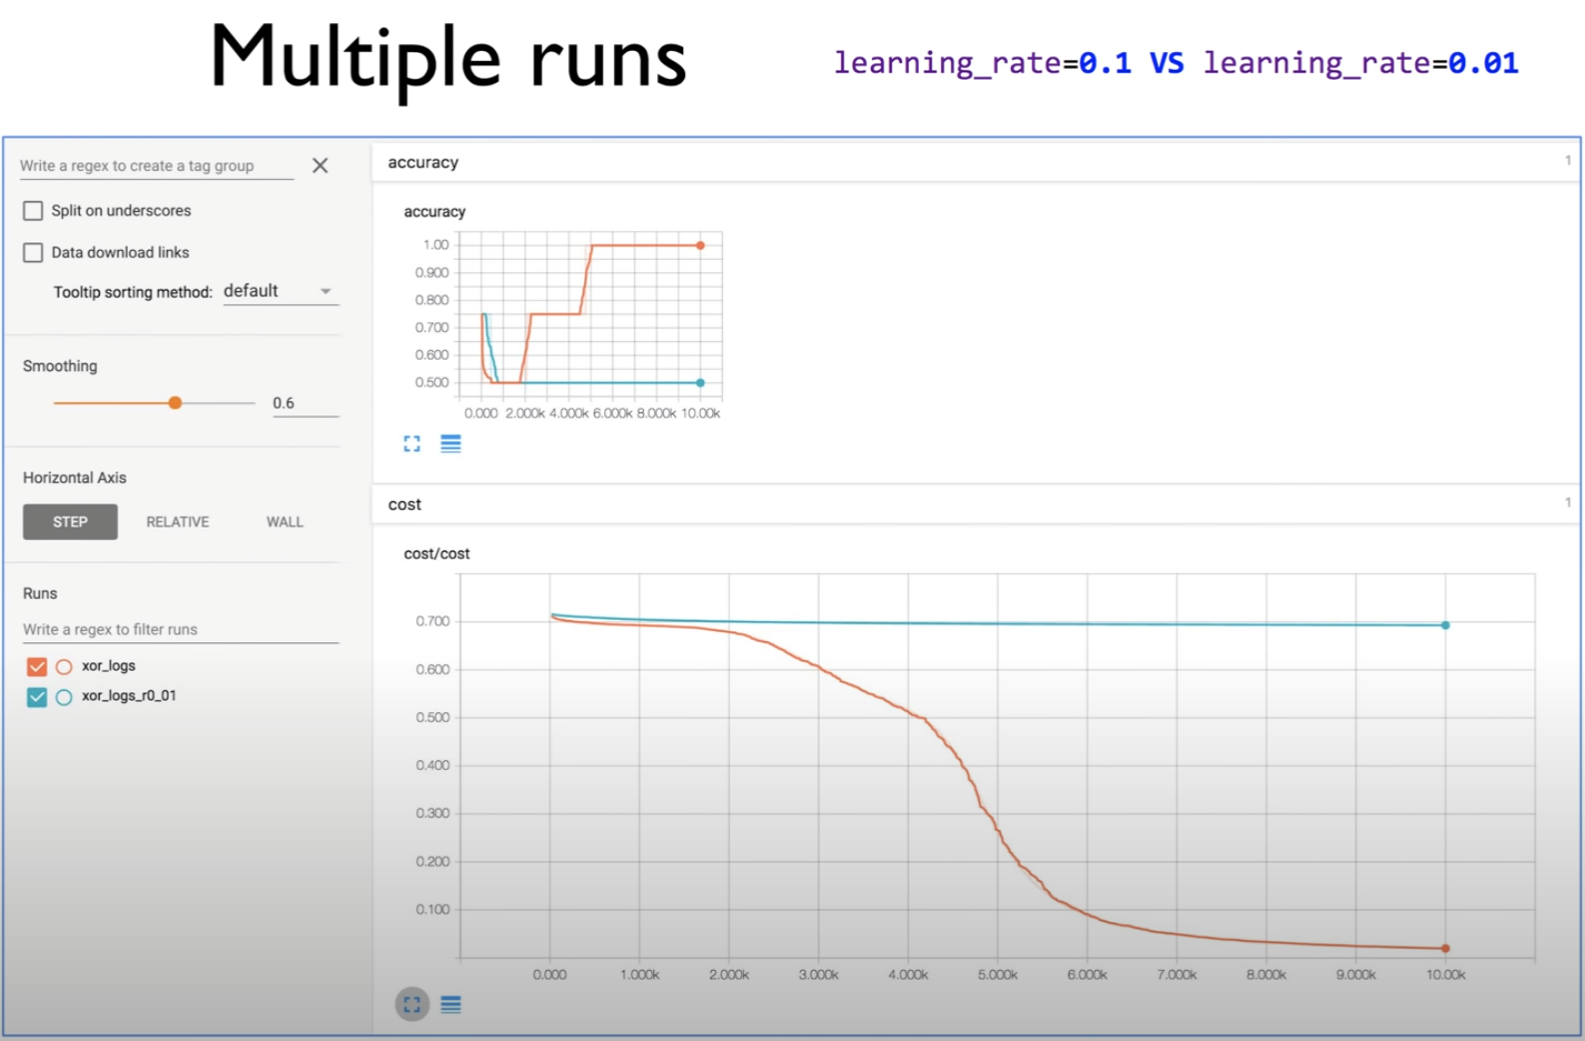 Multiple runs
learning_rate=0.1 VS learning_rate=0.01
Write a regex to create a tag group
Split on underscores
Data download links
Tooltip sorting method: default
Smoothing
0.6
Horizontal Axis
STEP RELATIVE WALL
Runs
Write a regex to filter runs
xor_logs
xor_logs_r0_01
accuracy 1
accuracy
1.00
0.900
0.800
0.700
0.600
0.500
0.000 2.000k 4.000k 6.000k 8.000k 10.00k
cost 1
cost/cost
0.700
0.600
0.500
0.400
0.300
0.200
0.100
0.000 1.000k 2.000k 3.000k 4.000k 5.000k 6.000k 7.000k 8.000k 9.000k 10.00k